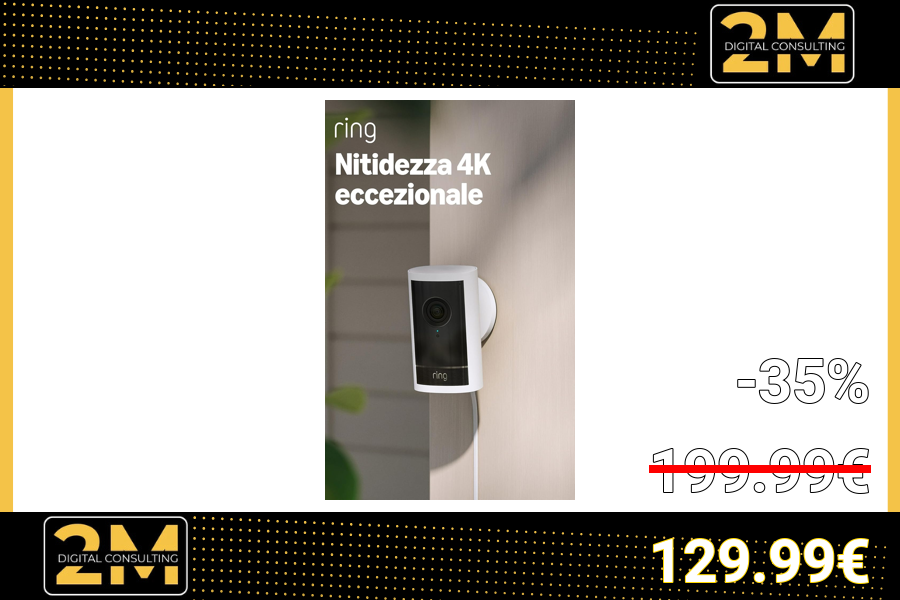 2M
DIGITAL CONSULTING
ring
Nitidezza 4K
eccezionale
ring
-35%
199.99€
2M
DIGITAL CONSULTING
129.99€